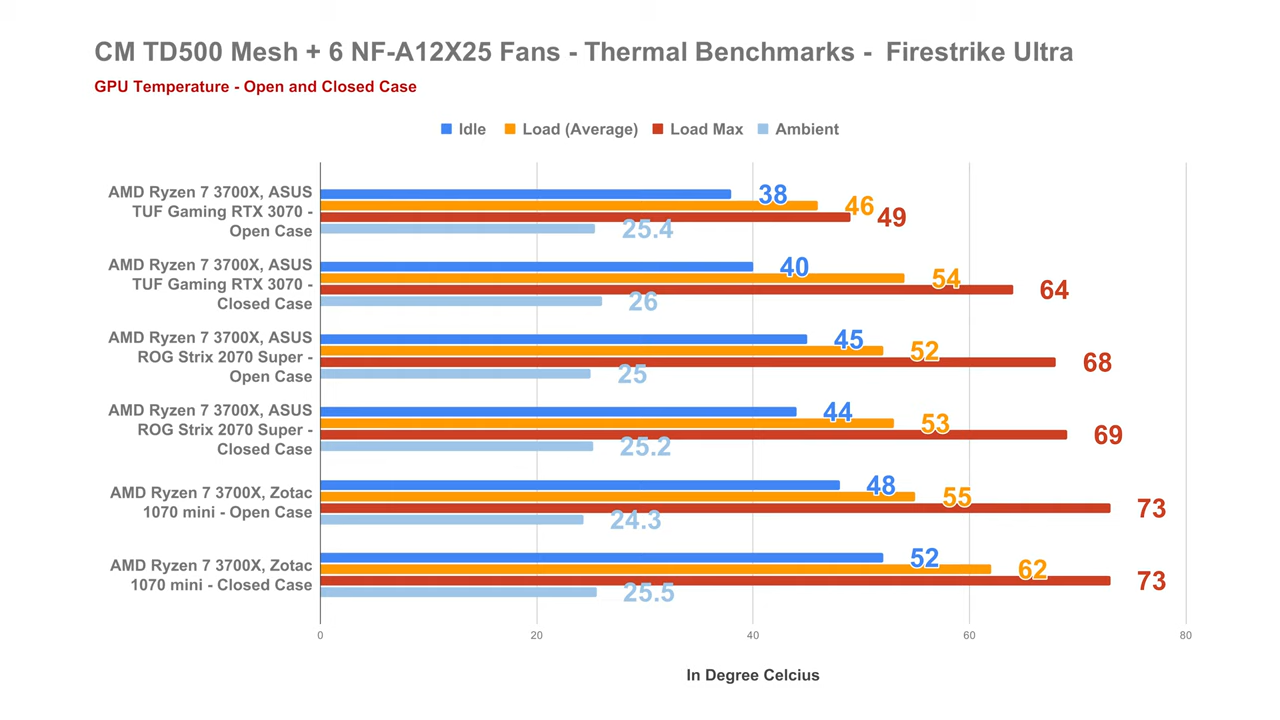 CM TD500 Mesh + 6 NF-A12X25 Fans - Thermal Benchmarks - Firestrike Ultra
GPU Temperature - Open and Closed Case
Idle Load (Average) Load Max Ambient
AMD Ryzen 7 3700X, ASUS
TUF Gaming RTX 3070 -
Open Case
38
46
49
25.4
AMD Ryzen 7 3700X, ASUS
TUF Gaming RTX 3070 -
Closed Case
40
54
64
26
AMD Ryzen 7 3700X, ASUS
ROG Strix 2070 Super -
Open Case
45
52
68
25
AMD Ryzen 7 3700X, ASUS
ROG Strix 2070 Super -
Closed Case
44
53
69
25.2
AMD Ryzen 7 3700X, Zotac
1070 mini - Open Case
48
55
73
24.3
AMD Ryzen 7 3700X, Zotac
1070 mini - Closed Case
52
62
73
25.5
0 20 40 60 80
In Degree Celcius